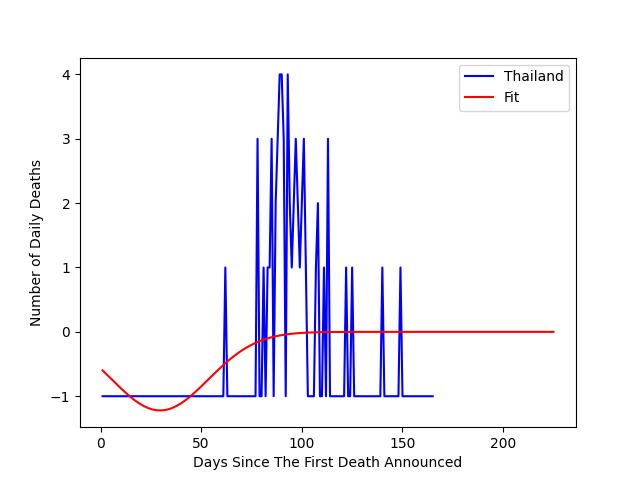 Thailand
Fit
4
3
2
1
0
−1
Number of Daily Deaths
0
50
100
150
200
Days Since The First Death Announced